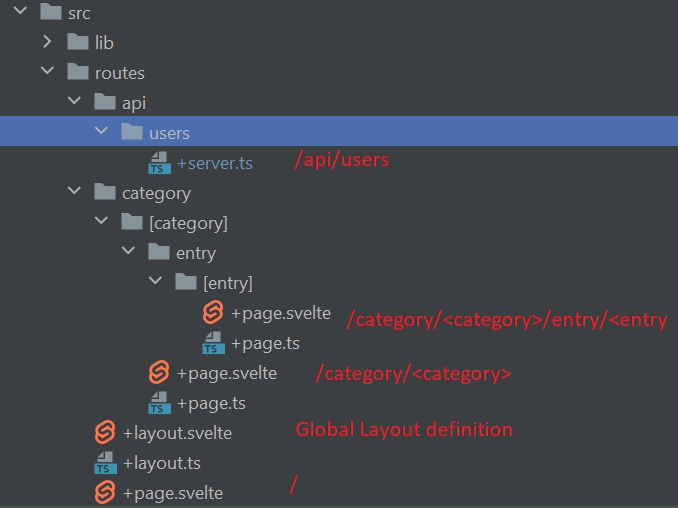 src
lib
routes
api
users
TS +server.ts /api/users
category
[category]
entry
[entry]
+page.svelte /category/<category>/entry/<entry
TS +page.ts
+page.svelte /category/<category>
TS +page.ts
+layout.svelte Global Layout definition
TS +layout.ts
+page.svelte /